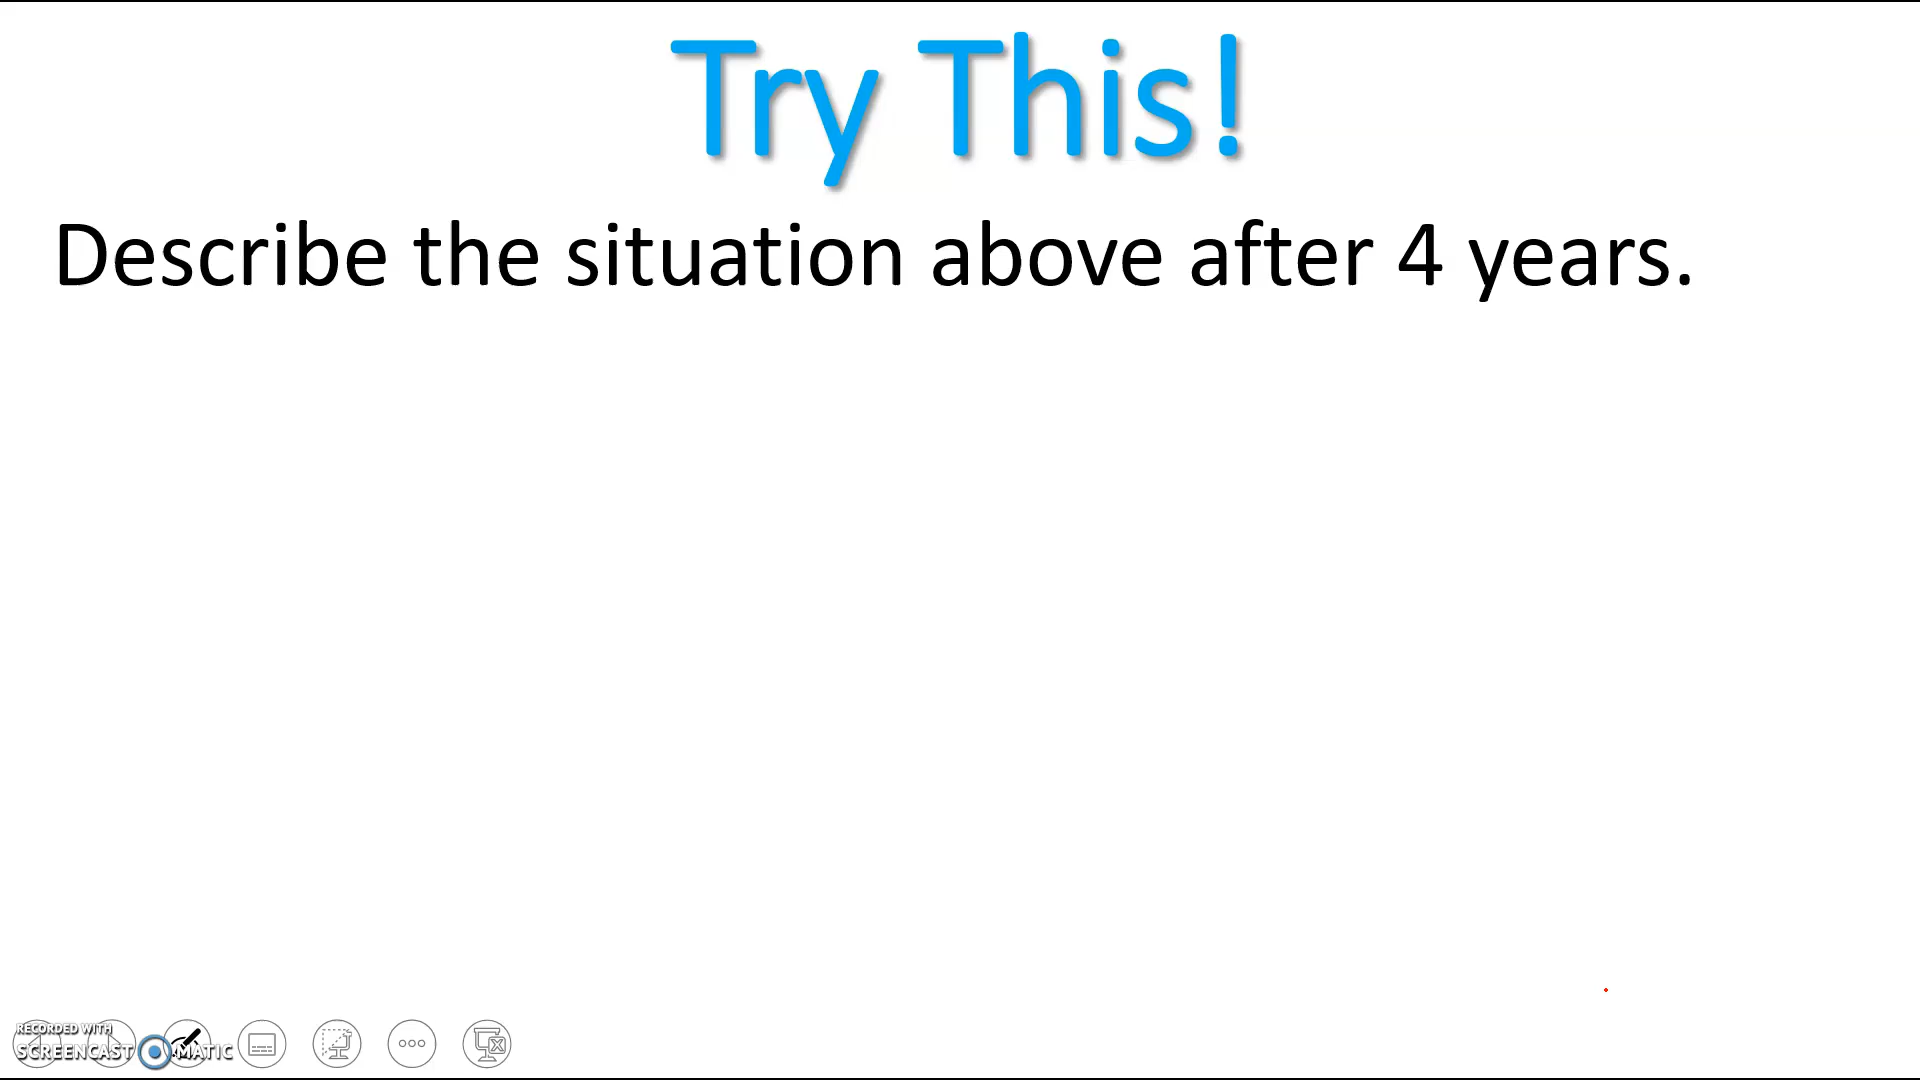 Try This!
Describe the situation above after 4 years.
RECORDED WITH
SCREENCAST MATIC